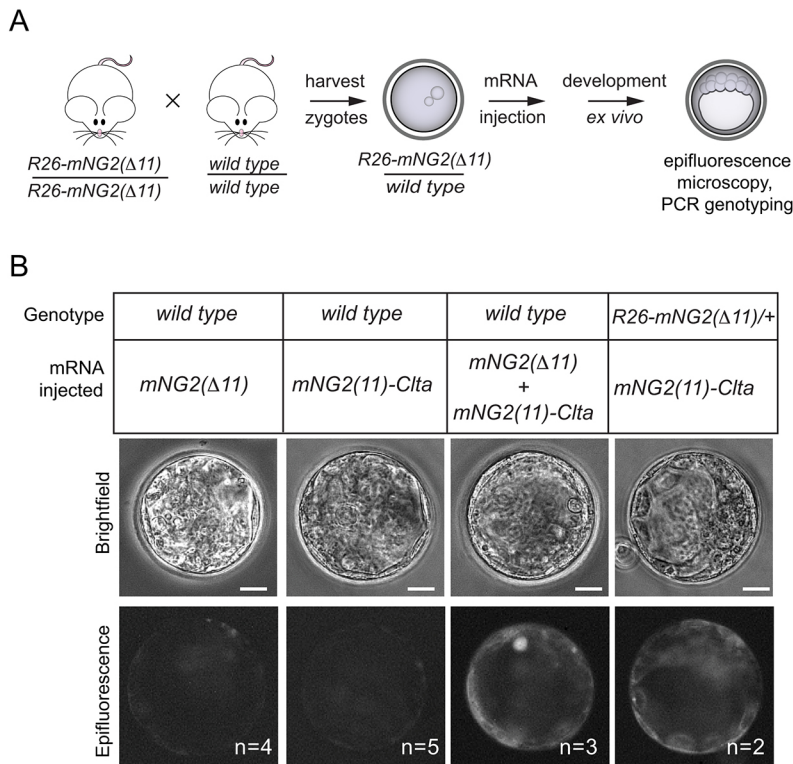 A
harvest
zygotes
mRNA
injection
development
ex vivo
×
R26-mNG2(Δ11)
R26-mNG2(Δ11)
wild type
wild type
R26-mNG2(Δ11)
wild type
epifluorescence
microscopy,
PCR genotyping
B
Genotype
wild type
wild type
wild type
R26-mNG2(Δ11)/+
mRNA
injected
mNG2(Δ11)
mNG2(11)-Clta
mNG2(Δ11)
+
mNG2(11)-Clta
mNG2(11)-Clta
Brightfield
Epifluorescence
n=4
n=5
n=3
n=2